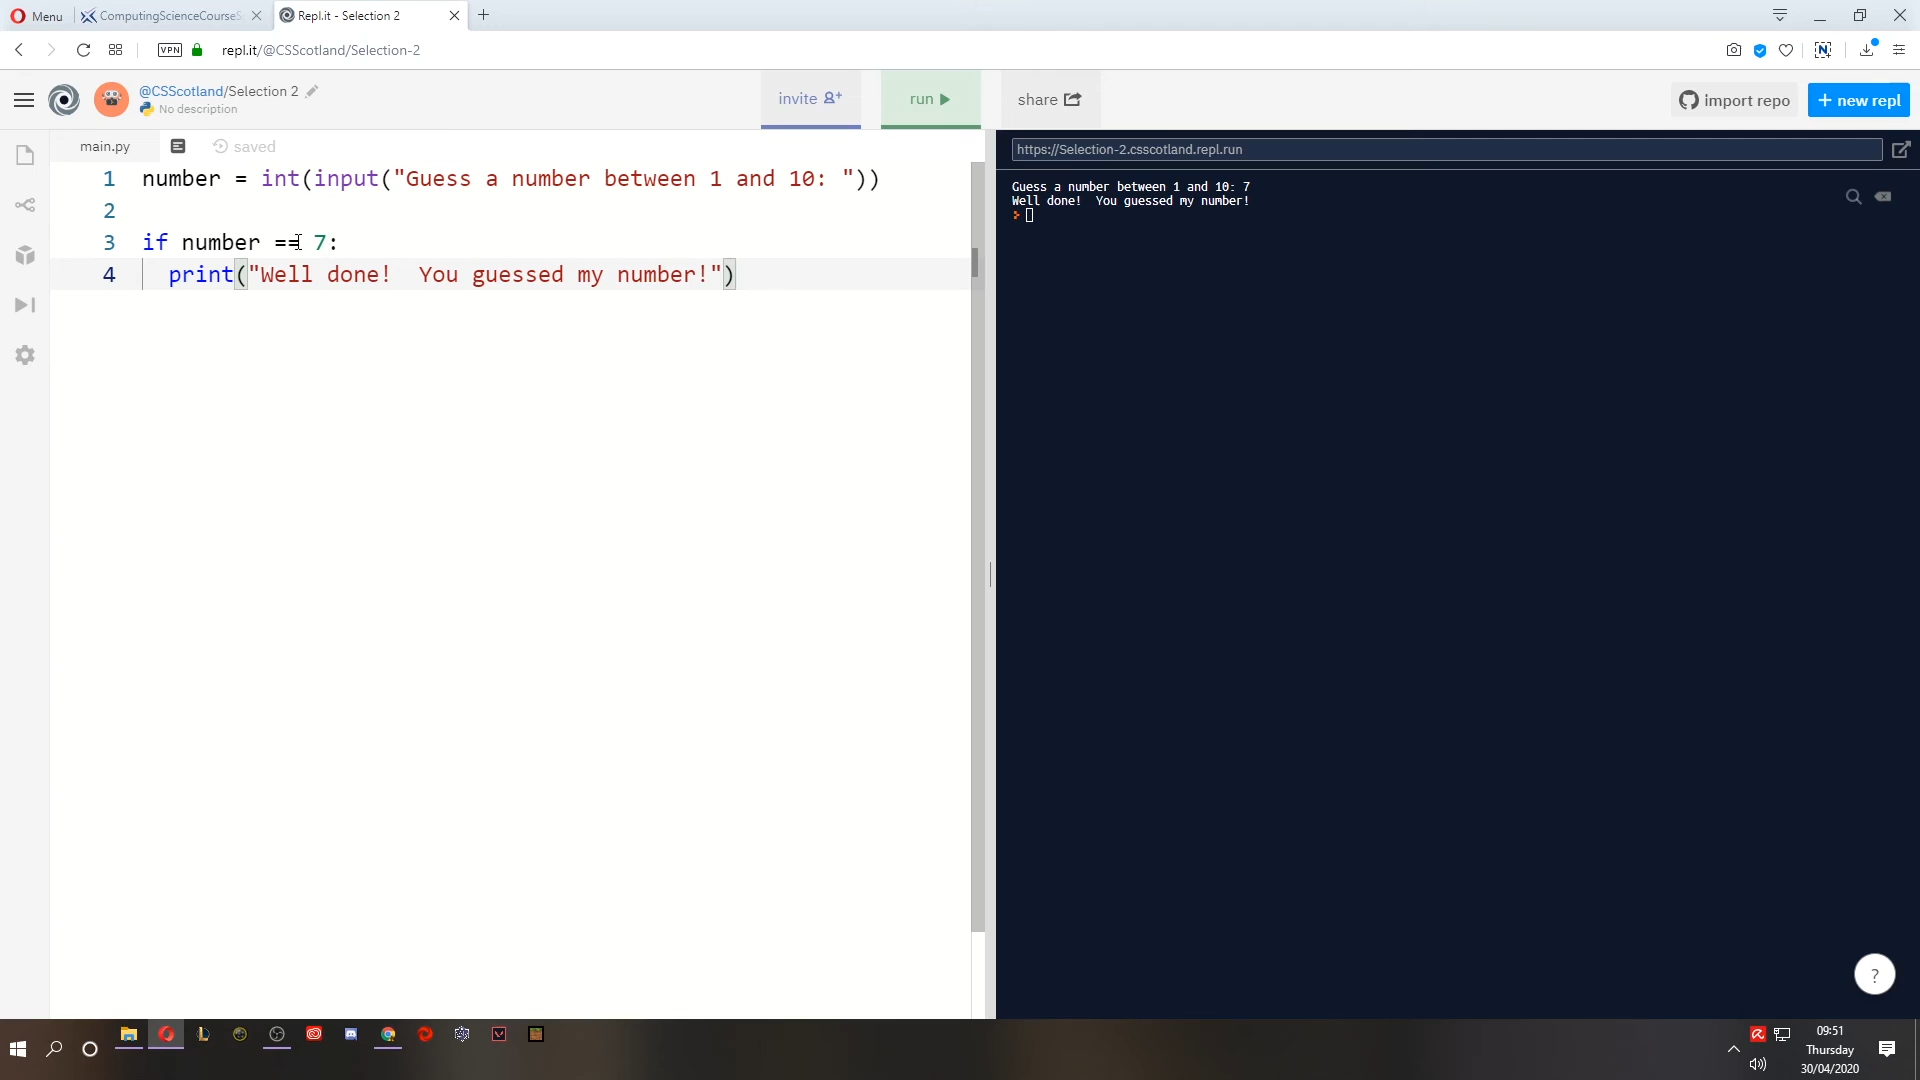 Menu
ComputingScienceCourseS
Repl.it - Selection 2
VPN
repl.it/@CSScotland/Selection-2
@CSScotland/Selection 2
No description
invite
run
share
import repo
+ new repl
main.py
saved
https://Selection-2.csscotland.repl.run
1 number = int(input("Guess a number between 1 and 10: "))
2
3 if number == 7:
4 print("Well done!  You guessed my number!")
Guess a number between 1 and 10: 7
Well done!  You guessed my number!
?
09:51
Thursday
30/04/2020